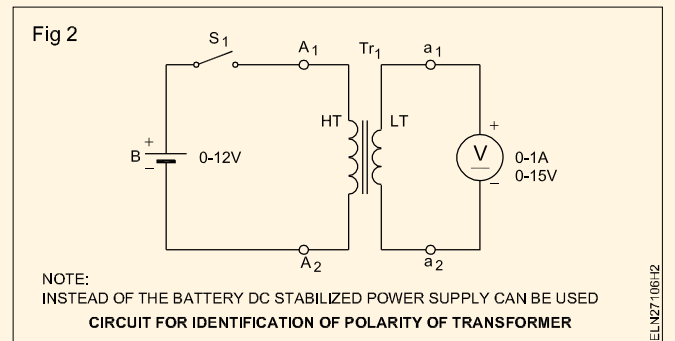 Fig 2
S1
A1
Tr1
a1
HT
LT
+
B
–
0-12V
+
V
–
0-1A
0-15V
A2
a2
NOTE:
INSTEAD OF THE BATTERY DC STABILIZED POWER SUPPLY CAN BE USED
CIRCUIT FOR IDENTIFICATION OF POLARITY OF TRANSFORMER
ELN27106H2